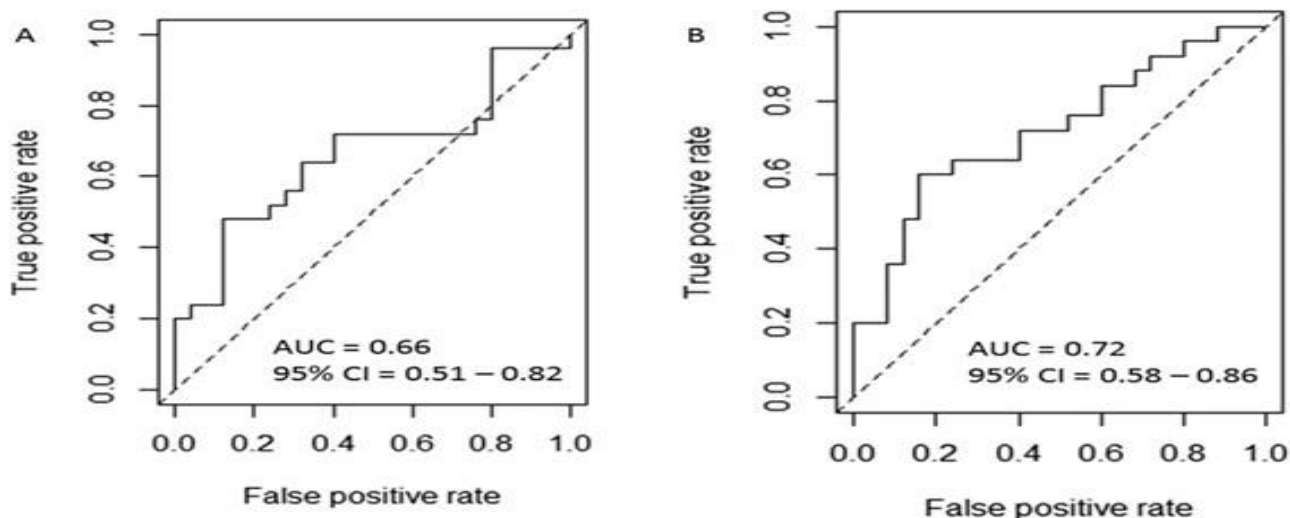 A
True positive rate
1.0
0.8
0.6
0.4
0.2
0.0
AUC = 0.66
95% CI = 0.51 – 0.82
0.0 0.2 0.4 0.6 0.8 1.0
False positive rate
B
True positive rate
1.0
0.8
0.6
0.4
0.2
0.0
AUC = 0.72
95% CI = 0.58 – 0.86
0.0 0.2 0.4 0.6 0.8 1.0
False positive rate